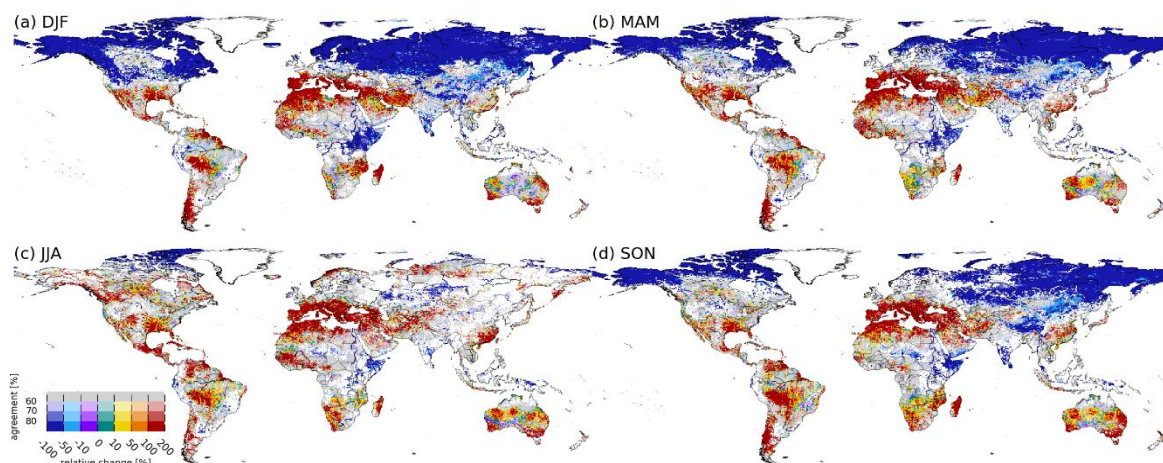 (a) DJF
(b) MAM
(c) JJA
(d) SON
agreement [%]
60
70
80
-100
-50
-10
0
10
50
100
200
relative change [%]